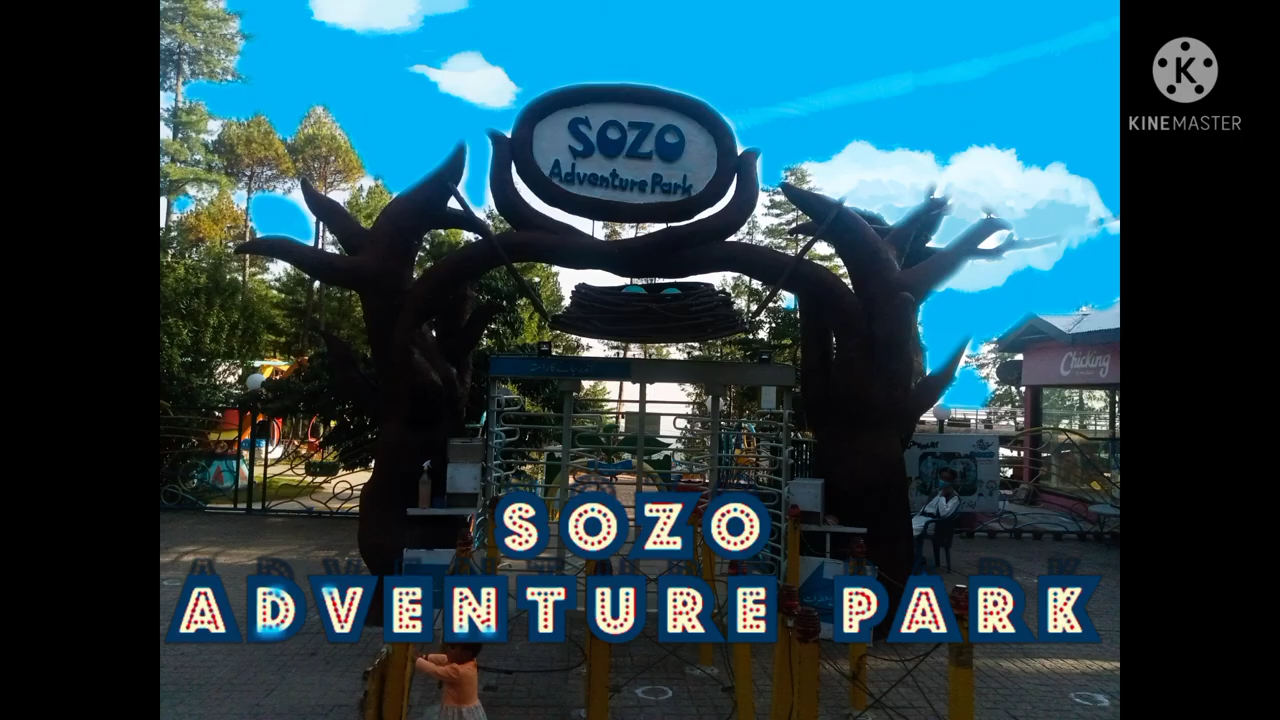 SOZO
Adventure Park
KINEMASTER
Chicking
SOZO
ADVENTURE PARK